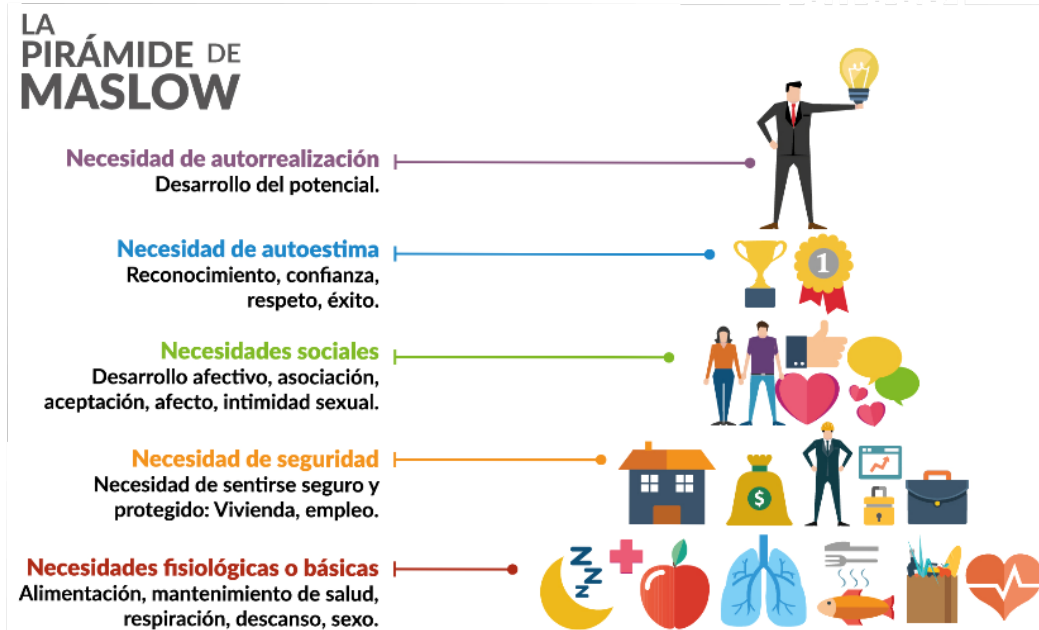 LA
PIRÁMIDE DE
MASLOW
Necesidad de autorrealización
Desarrollo del potencial.
Necesidad de autoestima
Reconocimiento, confianza,
respeto, éxito.
1
Necesidades sociales
Desarrollo afectivo, asociación,
aceptación, afecto, intimidad sexual.
Necesidad de seguridad
Necesidad de sentirse seguro y
protegido: Vivienda, empleo.
$
Necesidades fisiológicas o básicas
Alimentación, mantenimiento de salud,
respiración, descanso, sexo.
Z
Z
N
Z